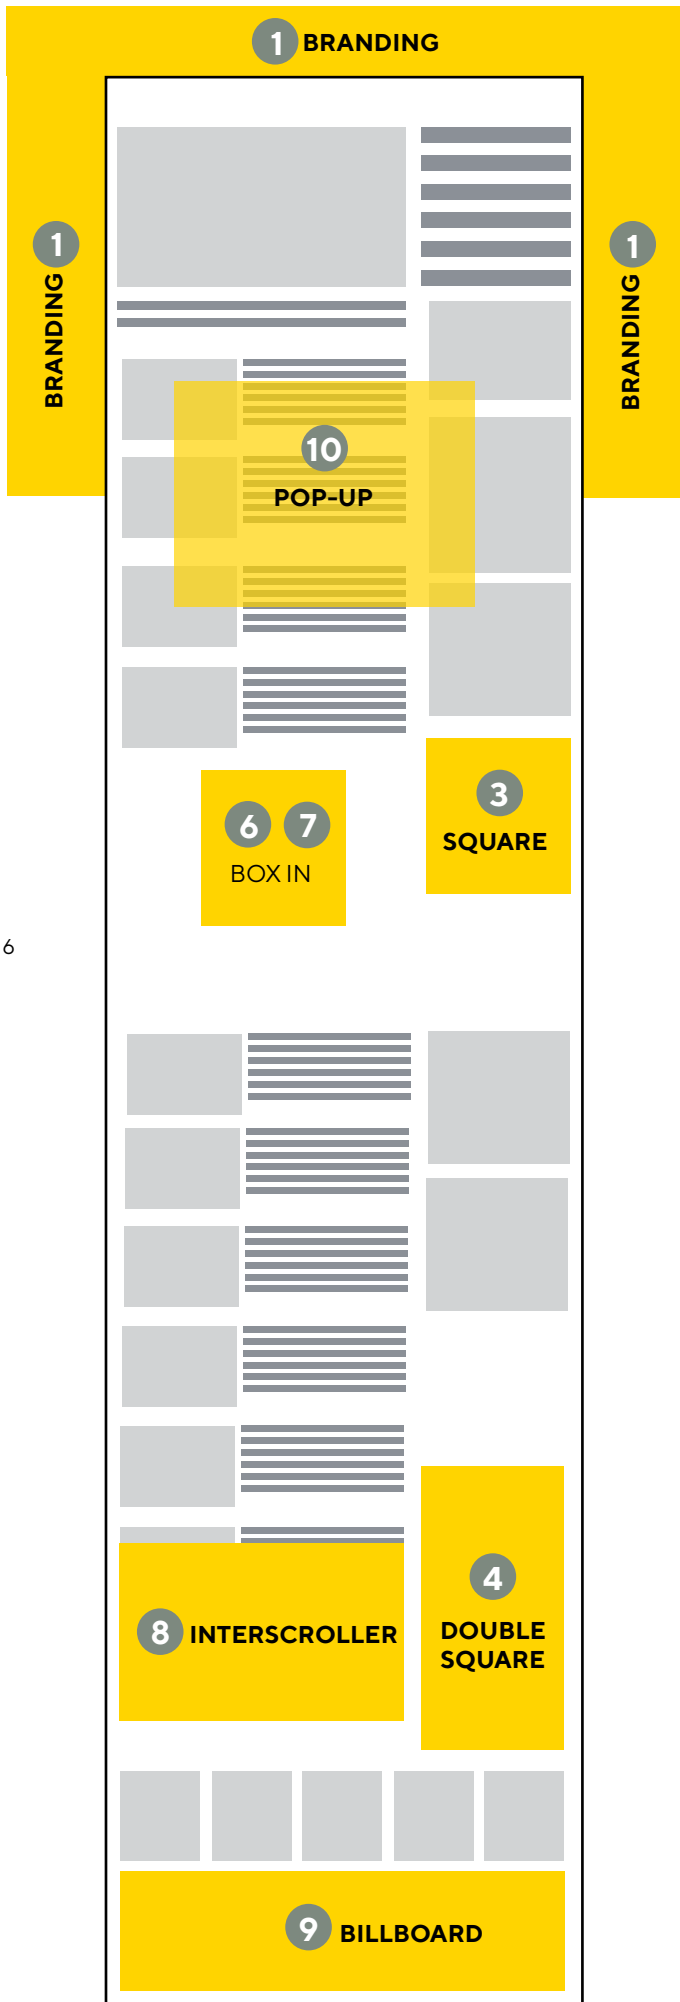 1 BRANDING
1 BRANDING
1 BRANDING
10
POP-UP
3
SQUARE
6 7
BOX IN
6
4
DOUBLE
SQUARE
8 INTERSCROLLER
9 BILLBOARD